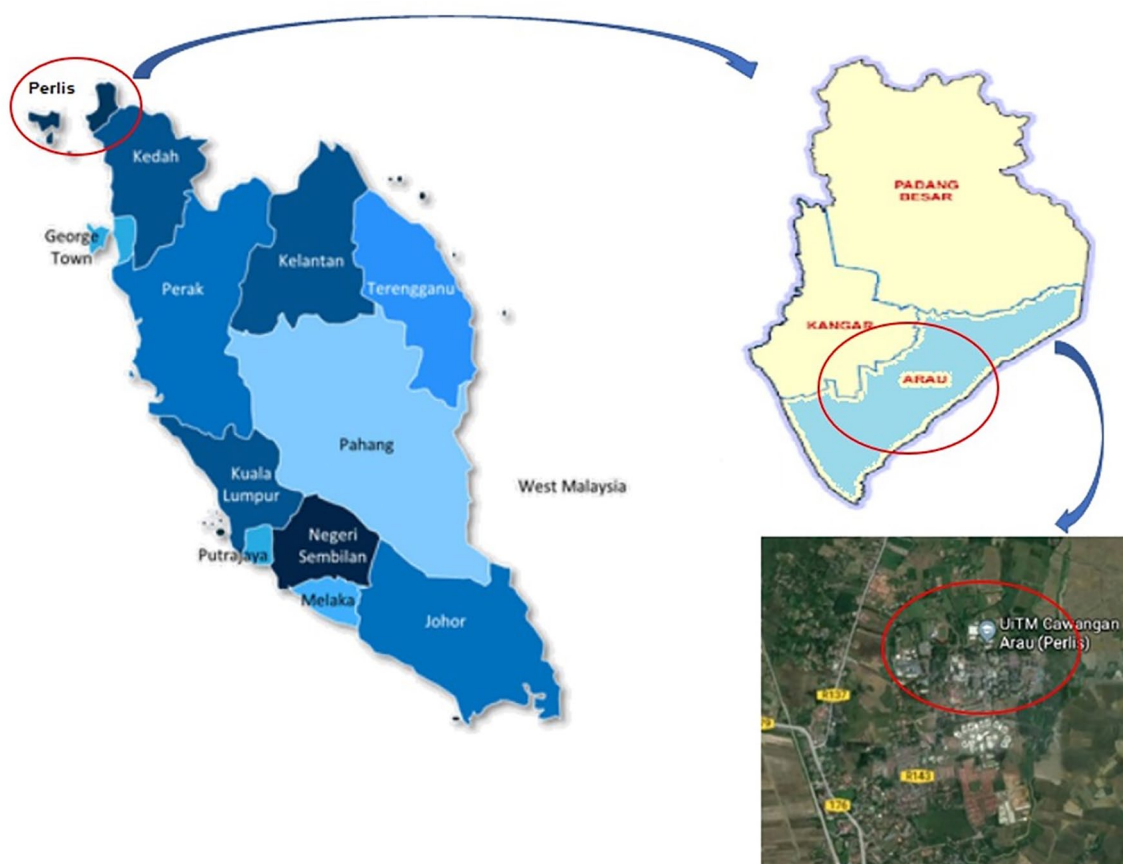 Perlis
Kedah
George
Town
Perak
Kelantan
Terengganu
Pahang
Kuala
Lumpur
Putrajaya
Negeri
Sembilan
Melaka
Johor
West Malaysia
PADANG
BESAR
KANGAR
ARAU
UiTM Cawangan
Arau (Perlis)
R137
79
R143
176